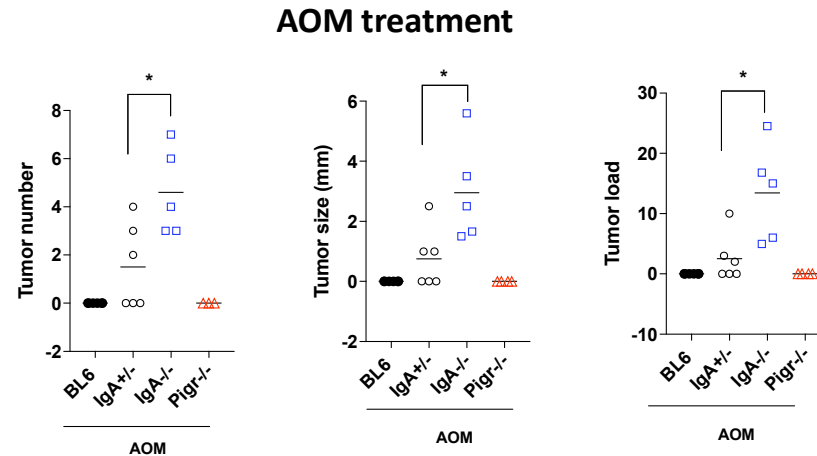 AOM treatment
*
Tumor number
8
6
4
2
0
-2
BL6
IgA+/-
IgA-/-
Pigr-/-
AOM
*
Tumor size (mm)
6
4
2
0
-2
BL6
IgA+/-
IgA-/-
Pigr-/-
AOM
*
Tumor load
30
20
10
0
-10
BL6
IgA+/-
IgA-/-
Pigr-/-
AOM